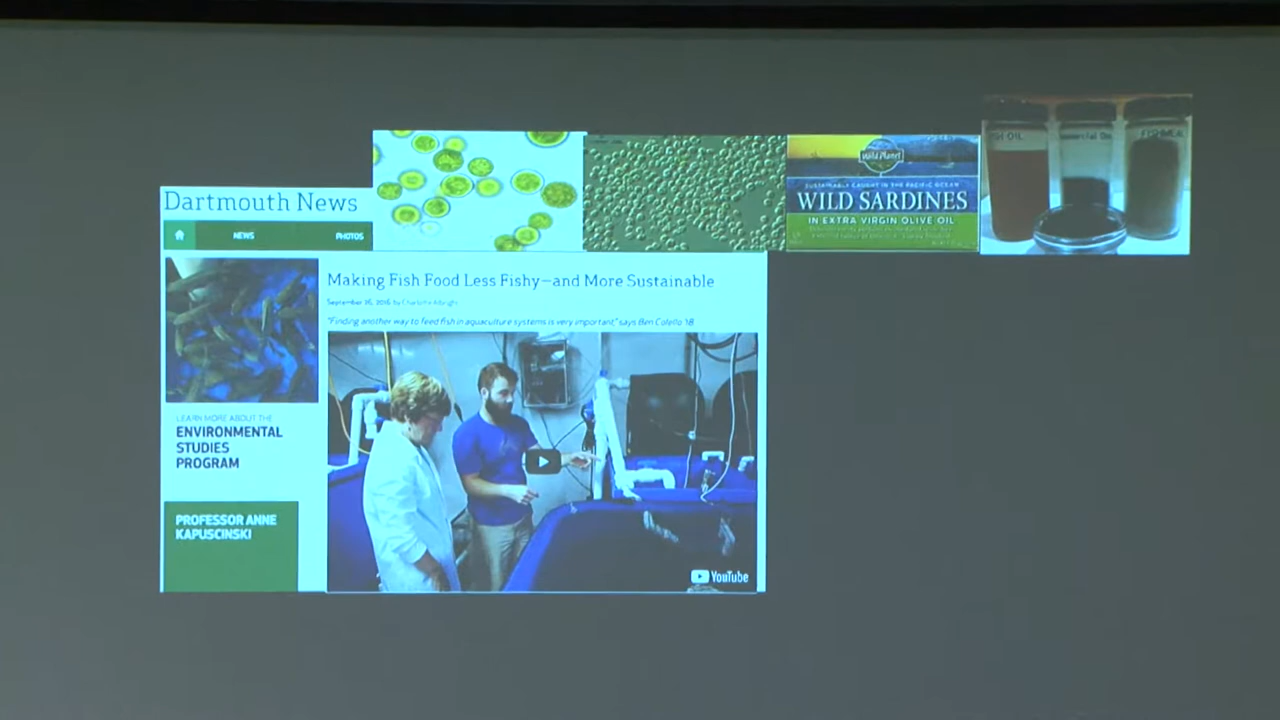 Dartmouth News
NEWS
PHOTOS
Wild Planet
SUSTAINABLY CAUGHT IN THE PACIFIC OCEAN
WILD SARDINES
IN EXTRA VIRGIN OLIVE OIL
OIL
FISHMEAL
Making Fish Food Less Fishy—and More Sustainable
September 16, 2016 by Charlotte Albright
"Finding another way to feed fish in aquaculture systems is very important," says Ben Colello '18
LEARN MORE ABOUT THE
ENVIRONMENTAL
STUDIES
PROGRAM
PROFESSOR ANNE
KAPUSCINSKI
YouTube